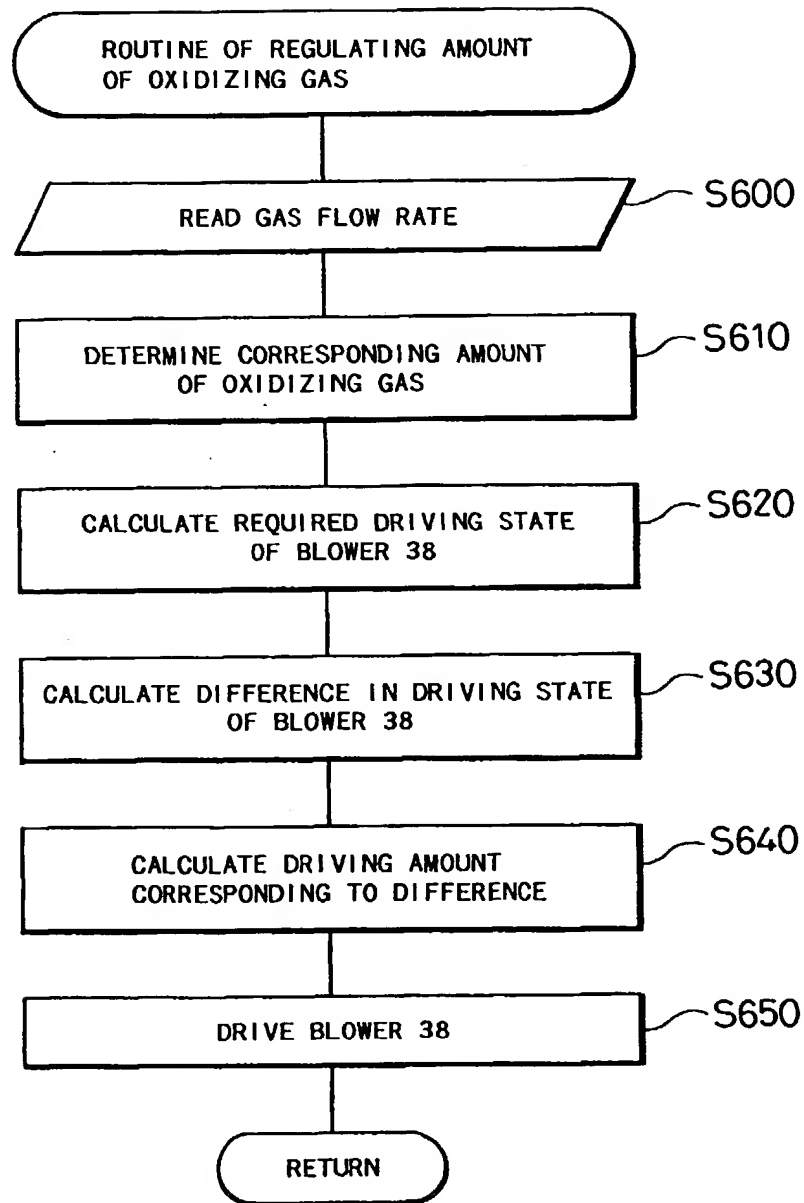 ROUTINE OF REGULATING AMOUNT
OF OXIDIZING GAS
READ GAS FLOW RATE
S600
DETERMINE CORRESPONDING AMOUNT
OF OXIDIZING GAS
S610
CALCULATE REQUIRED DRIVING STATE
OF BLOWER 38
S620
CALCULATE DIFFERENCE IN DRIVING STATE
OF BLOWER 38
S630
CALCULATE DRIVING AMOUNT
CORRESPONDING TO DIFFERENCE
S640
DRIVE BLOWER 38
S650
RETURN